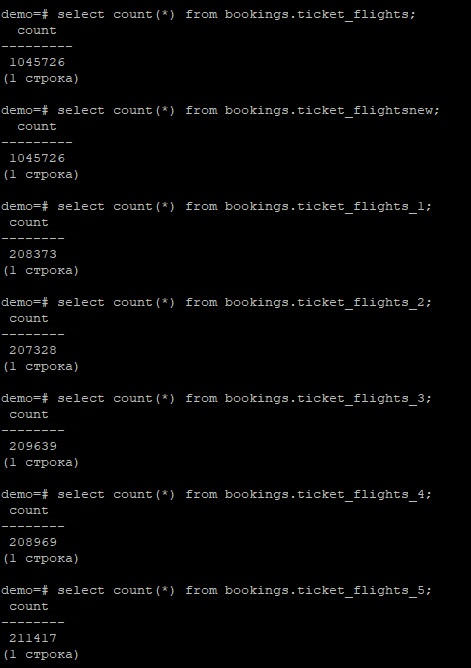 demo=# select count(*) from bookings.ticket_flights;
count
---------
1045726
(1 строка)
demo=# select count(*) from bookings.ticket_flightsnew;
count
---------
1045726
(1 строка)
demo=# select count(*) from bookings.ticket_flights_1;
count
--------
208373
(1 строка)
demo=# select count(*) from bookings.ticket_flights_2;
count
--------
207328
(1 строка)
demo=# select count(*) from bookings.ticket_flights_3;
count
--------
209639
(1 строка)
demo=# select count(*) from bookings.ticket_flights_4;
count
--------
208969
(1 строка)
demo=# select count(*) from bookings.ticket_flights_5;
count
--------
211417
(1 строка)